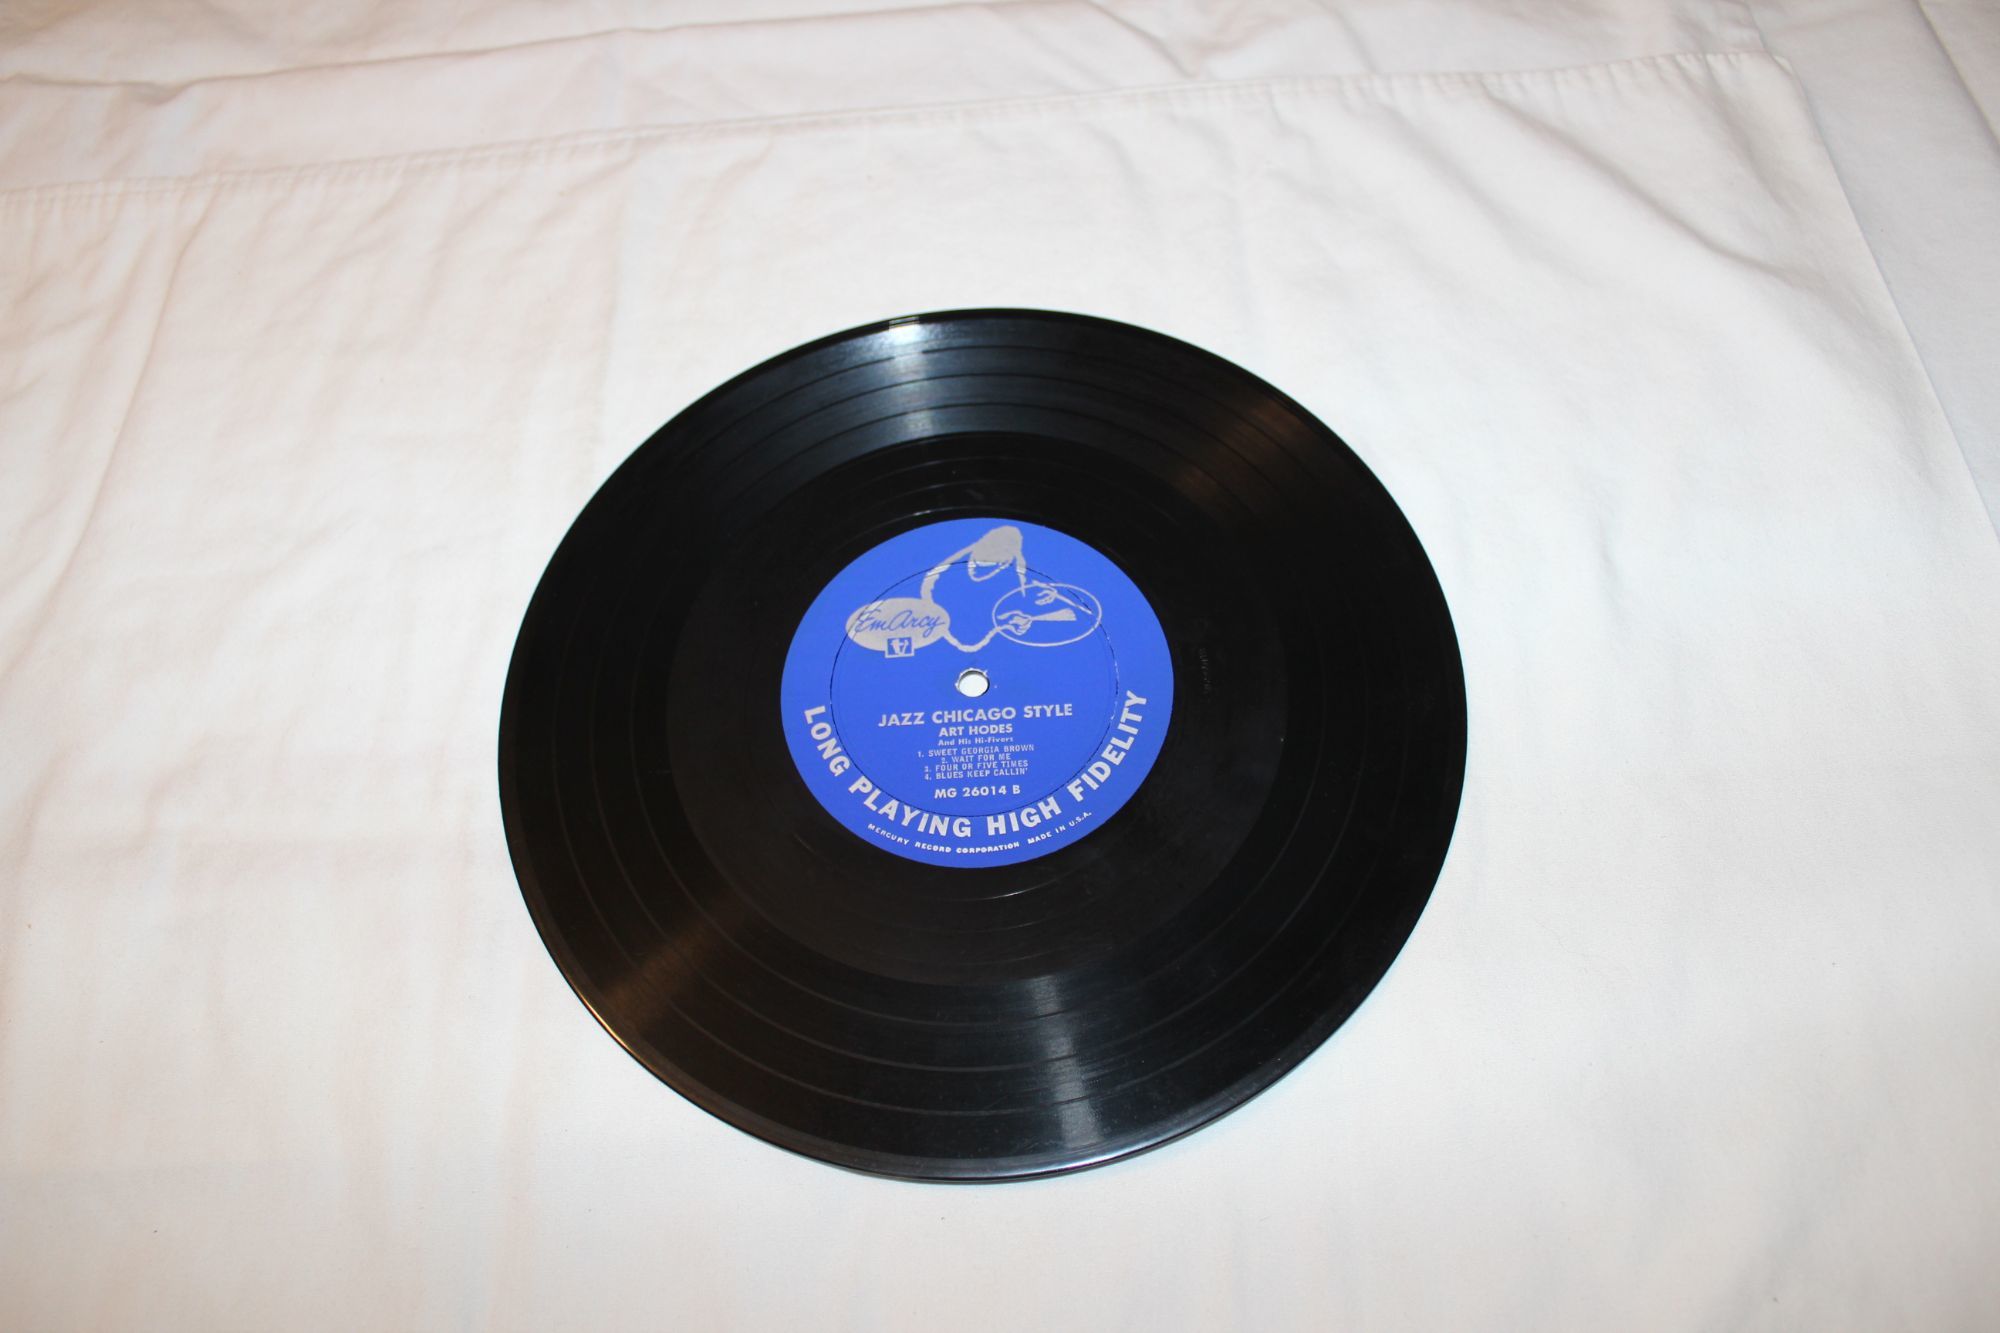 EmArcy
JAZZ CHICAGO STYLE
ART HODES
And His Hi-Fivers
1. SWEET GEORGIA BROWN
2. WAIT FOR ME
3. FOUR OR FIVE TIMES
4. BLUES KEEP CALLIN'
MG 26014 B
LONG PLAYING HIGH FIDELITY
MERCURY RECORD CORPORATION MADE IN U.S.A.